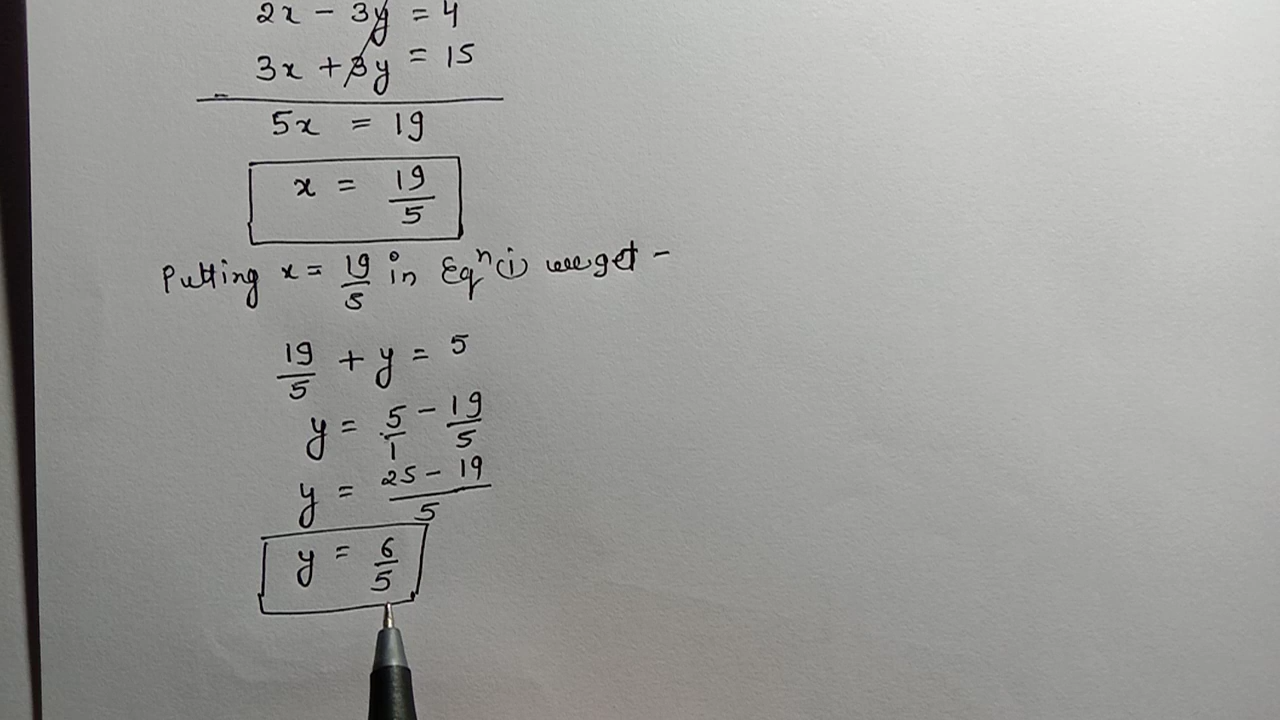 2x - 3y = 4
3x + 3y = 15
-
5x = 19
x = 19/5
Putting x = 19/5 in Eqⁿ(i) we get -
19/5 + y = 5
y = 5/1 - 19/5
y = 25 - 19/5
y = 6/5